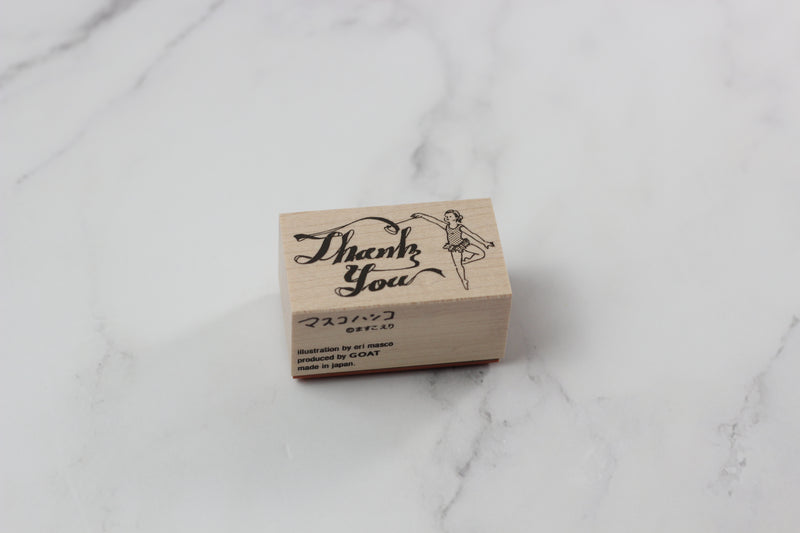 Thank
You
マスコハンコ
©ますこえり
illustration by eri masco
produced by GOAT
made in japan.